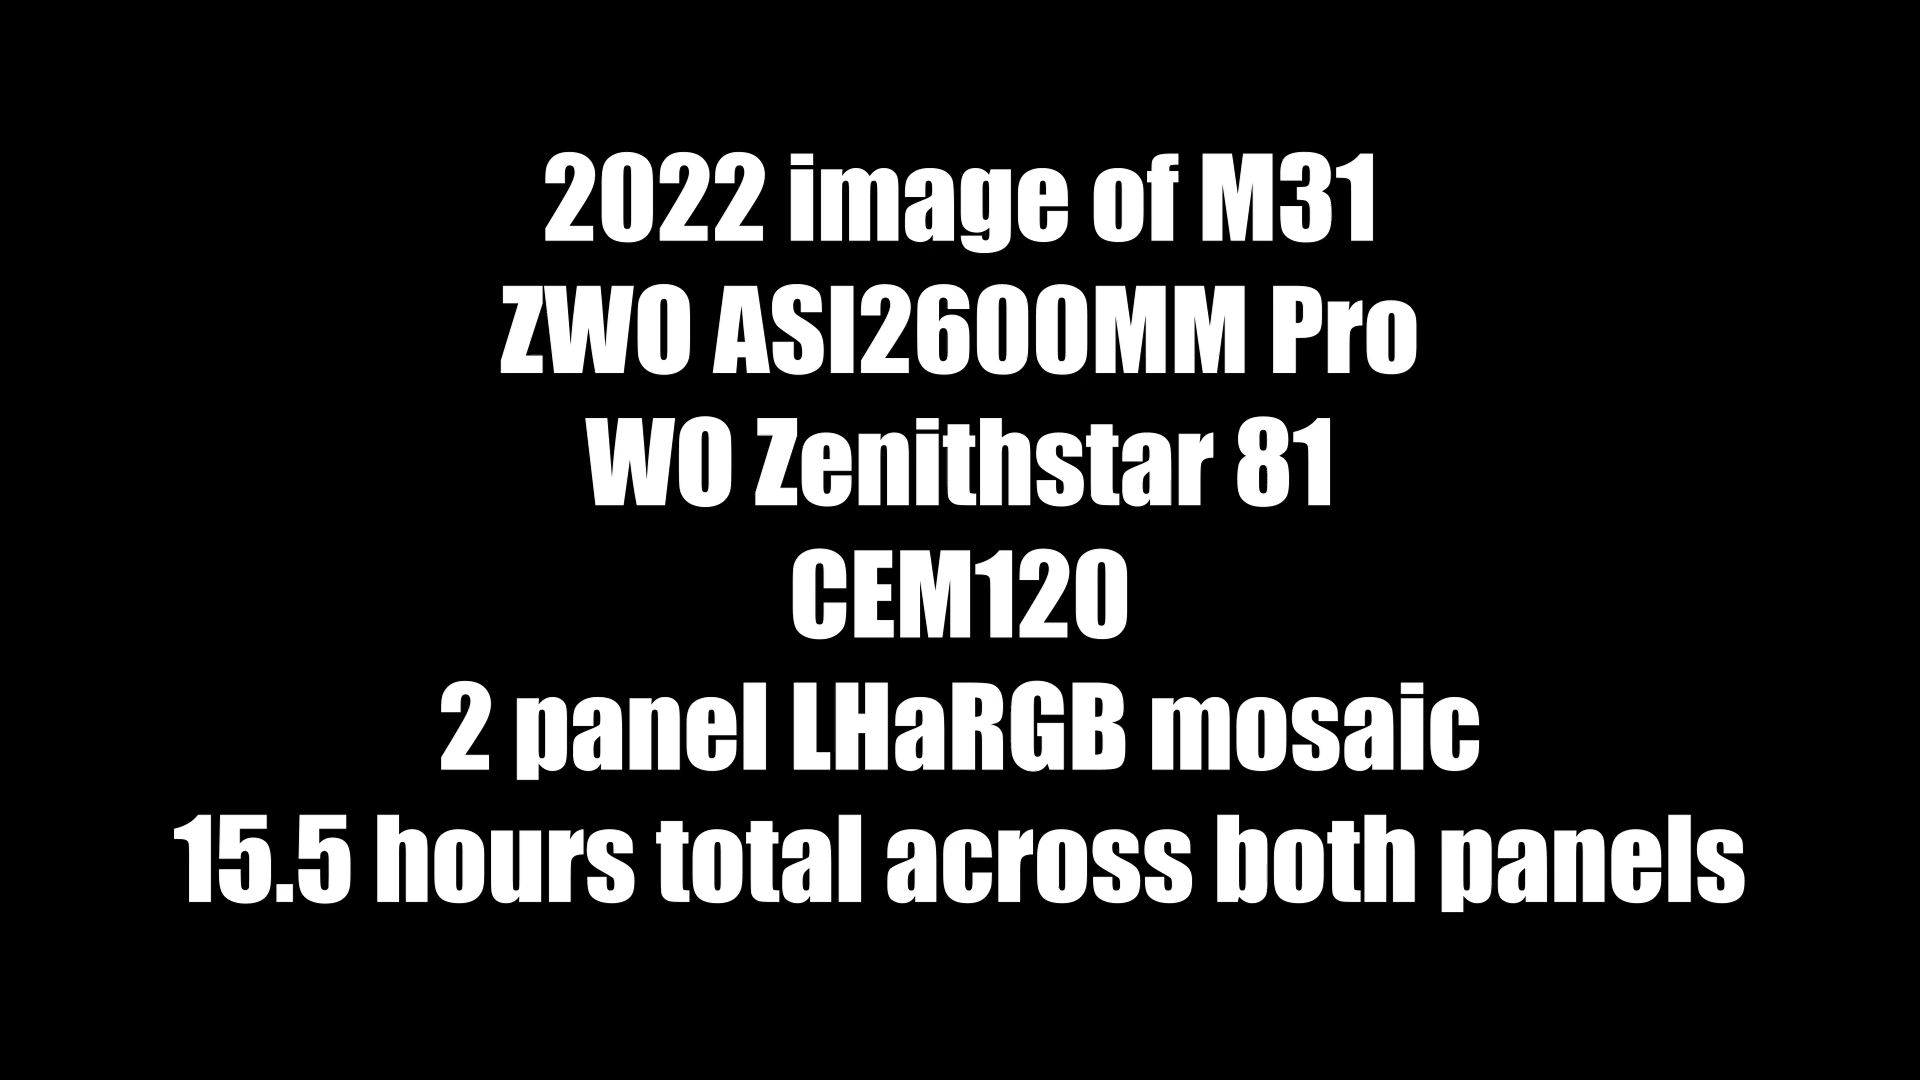 2022 image of M31
ZWO ASI2600MM Pro
WO Zenithstar 81
CEM120
2 panel LHaRGB mosaic
15.5 hours total across both panels